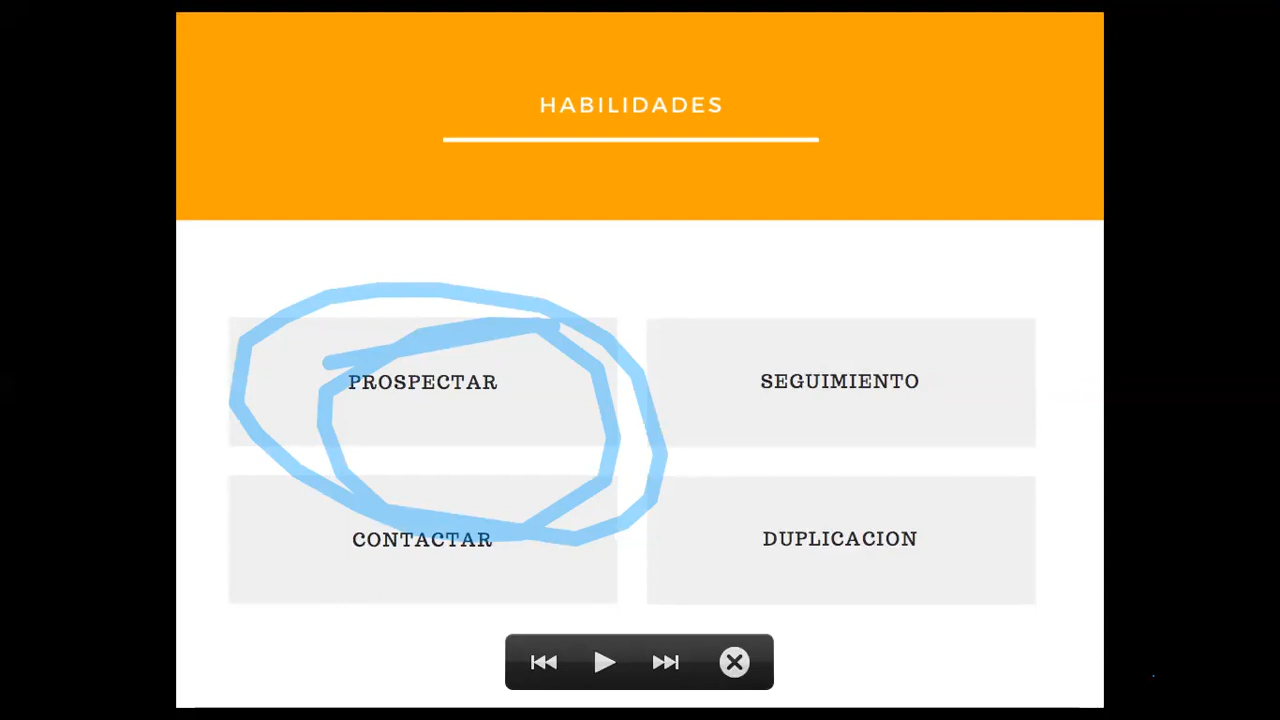 HABILIDADES
PROSPECTAR
SEGUIMIENTO
CONTACTAR
DUPLICACION